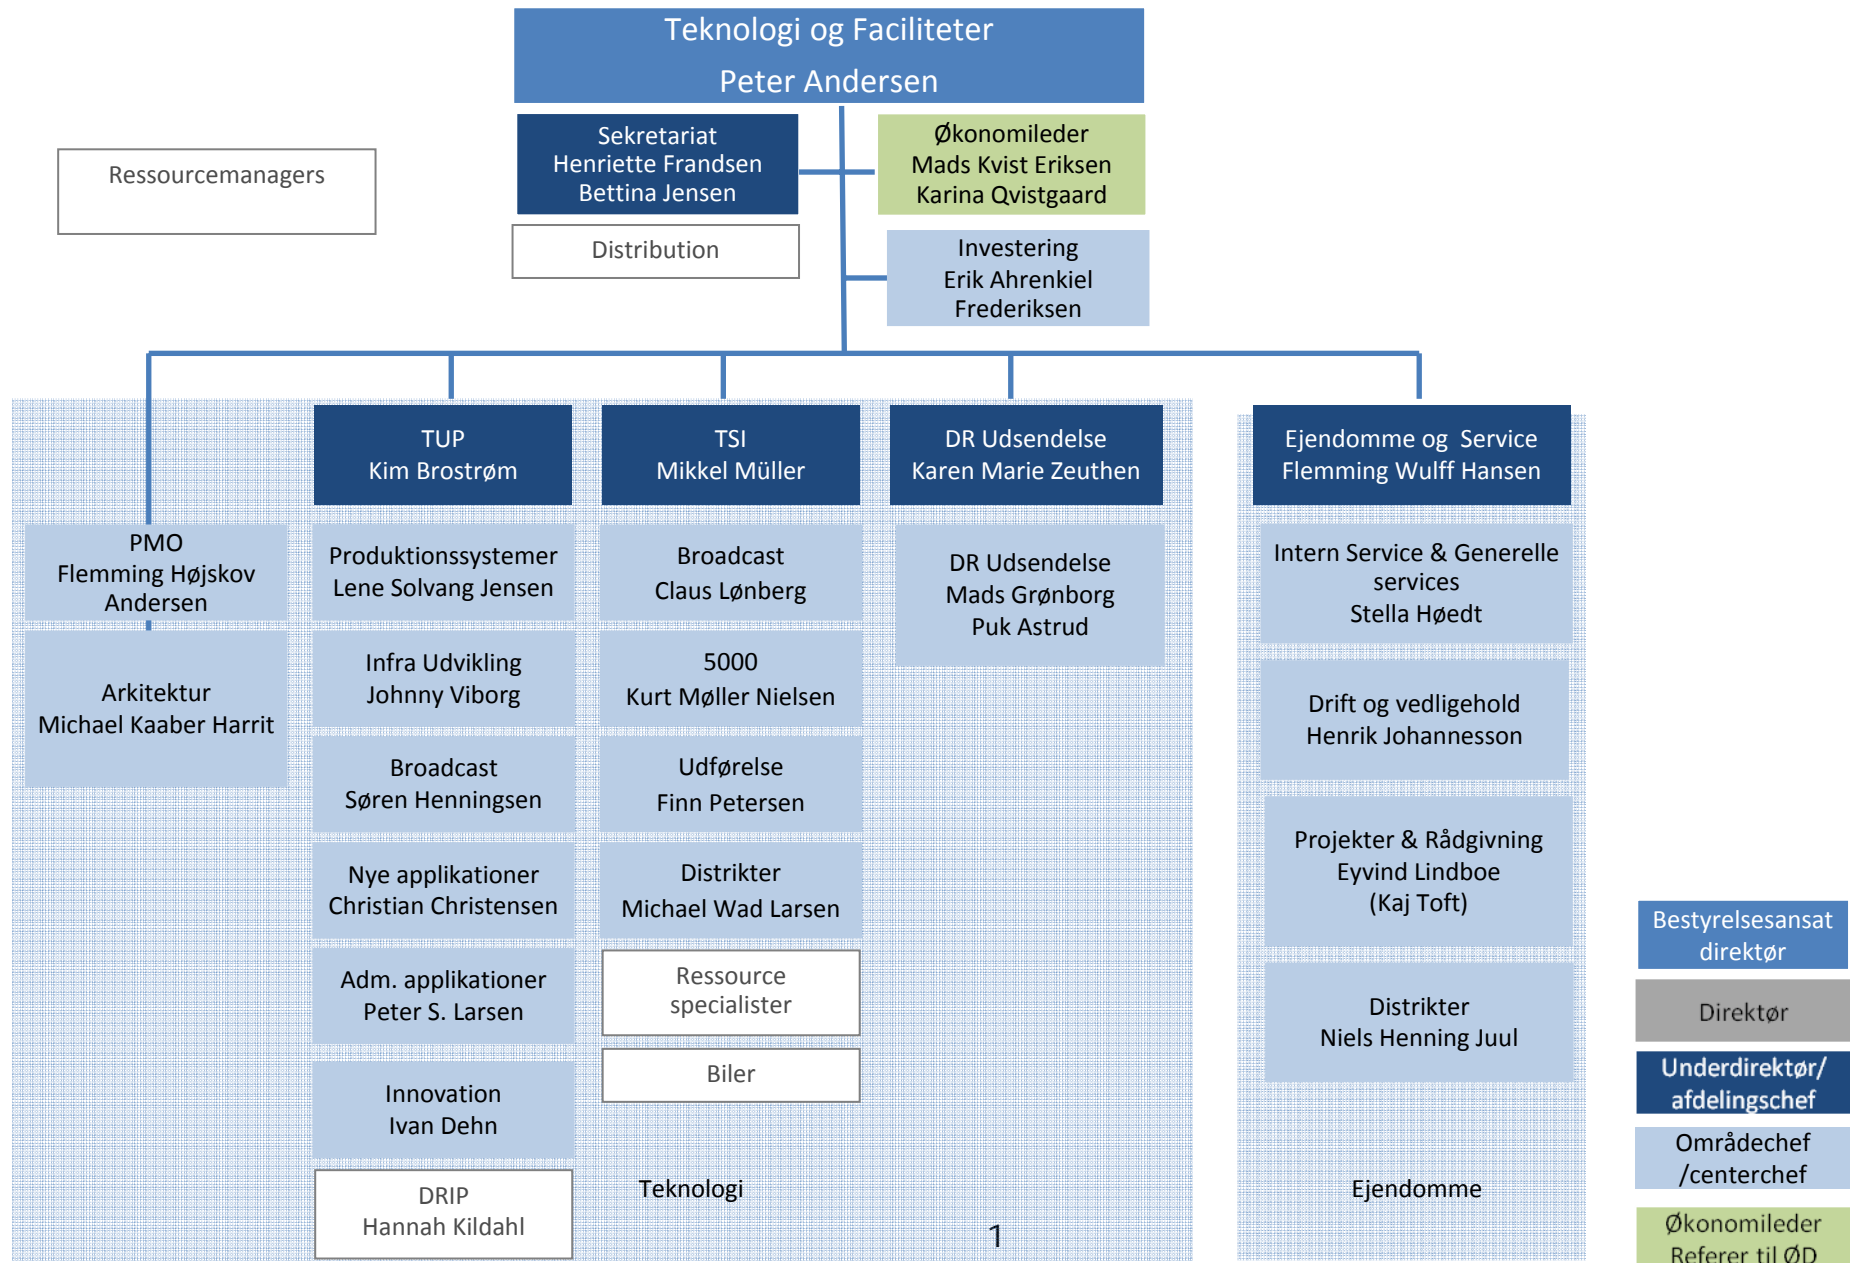 Teknologi og Faciliteter
Peter Andersen
Ressourcemanagers
Sekretariat
Henriette Frandsen
Bettina Jensen
Økonomileder
Mads Kvist Eriksen
Karina Qvistgaard
Distribution
Investering
Erik Ahrenkiel
Frederiksen
PMO
Flemming Højskov
Andersen
Arkitektur
Michael Kaaber Harrit
TUP
Kim Brostrøm
Produktionssystemer
Lene Solvang Jensen
Infra Udvikling
Johnny Viborg
Broadcast
Søren Henningsen
Nye applikationer
Christian Christensen
Adm. applikationer
Peter S. Larsen
Innovation
Ivan Dehn
DRIP
Hannah Kildahl
TSI
Mikkel Müller
Broadcast
Claus Lønberg
5000
Kurt Møller Nielsen
Udførelse
Finn Petersen
Distrikter
Michael Wad Larsen
Ressource
specialister
Biler
Teknologi
DR Udsendelse
Karen Marie Zeuthen
DR Udsendelse
Mads Grønborg
Puk Astrud
1
Ejendomme og  Service
Flemming Wulff Hansen
Intern Service & Generelle
services
Stella Høedt
Drift og vedligehold
Henrik Johannesson
Projekter & Rådgivning
Eyvind Lindboe
(Kaj Toft)
Distrikter
Niels Henning Juul
Ejendomme
Bestyrelsesansat
direktør
Direktør
Underdirektør/
afdelingschef
Områdechef
/centerchef
Økonomileder
Referer til ØD